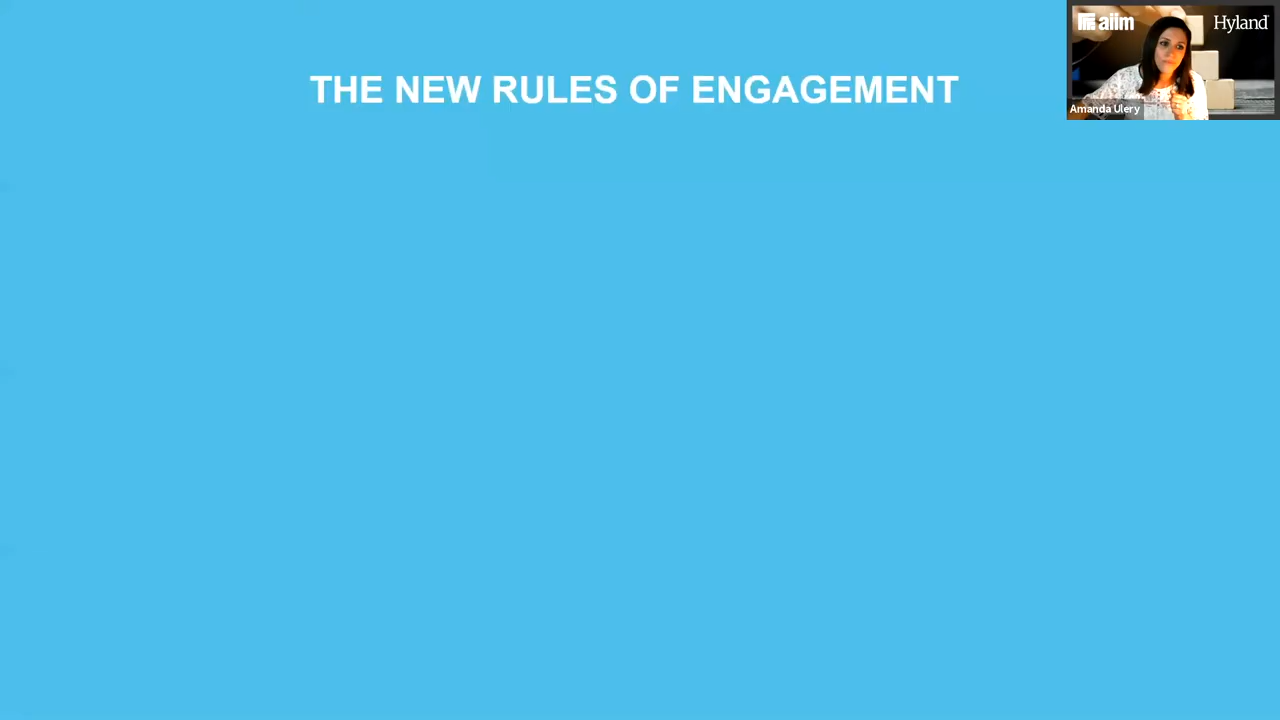 THE NEW RULES OF ENGAGEMENT
aiim
Hyland
Amanda Ulery